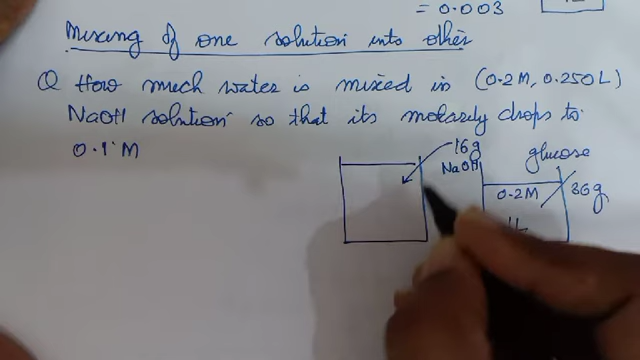 = 0.003
Mixing of one solution into other
Q How much water is mixed in (0.2M, 0.250L)
NaOH solution so that its molarity drops to
0.1 M
16g
NaOH
glucose
0.2M
36g